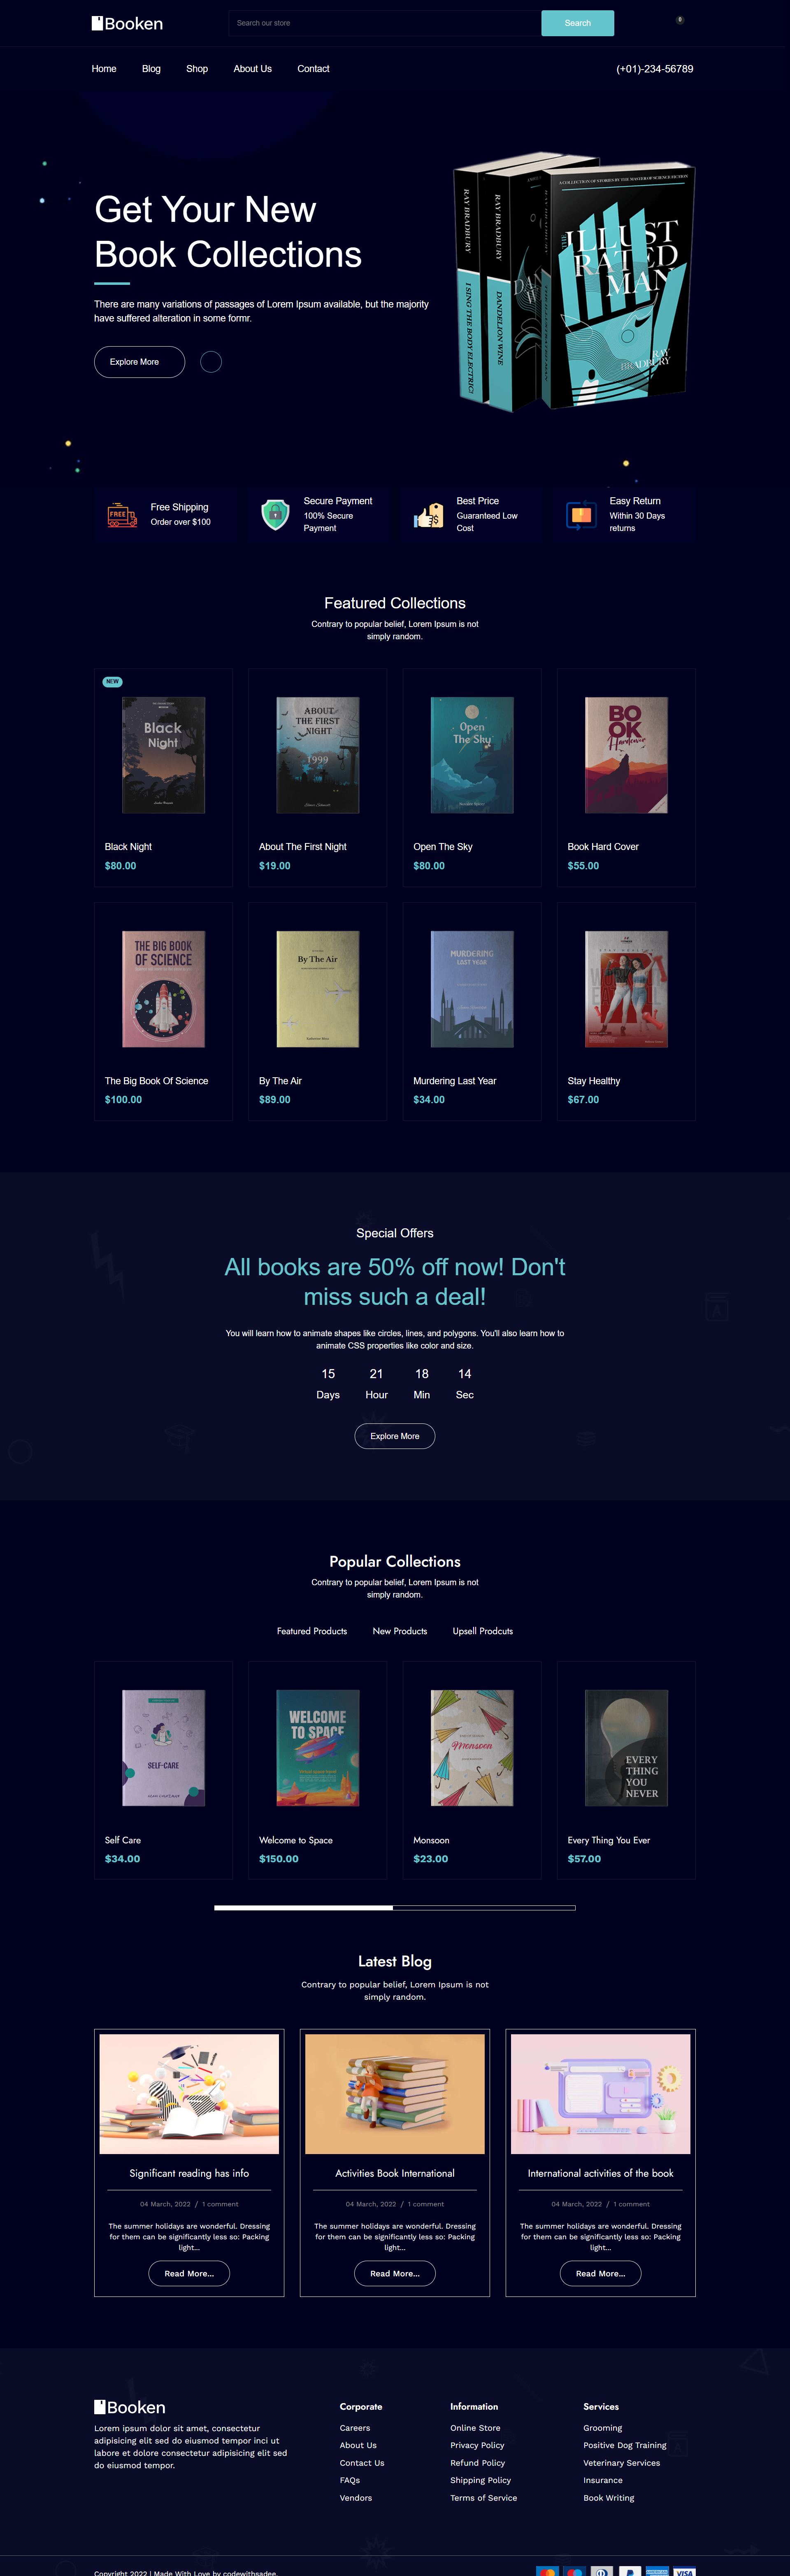 Booken
Search our store
Search
0
Home Blog Shop About Us Contact
(+01)-234-56789
Get Your New
Book Collections
There are many variations of passages of Lorem Ipsum available, but the majority
have suffered alteration in some formr.
Explore More
RAY BRADBURY
I SING THE BODY ELECTRIC!
RAY BRADBURY
DANDELION WINE
A COLLECTION OF STORIES BY THE MASTER OF SCIENCE FICTION
THE
ILLUST
RATED
MAN
RAY
BRADBURY
FREE
Free Shipping
Order over $100
Secure Payment
100% Secure
Payment
Best Price
Guaranteed Low
Cost
Easy Return
Within 30 Days
returns
Featured Collections
Contrary to popular belief, Lorem Ipsum is not
simply random.
NEW
Black
Night
Black Night
$80.00
ABOUT
THE FIRST
NIGHT
1999
About The First Night
$19.00
Open
The Sky
Open The Sky
$80.00
BO
OK
Hardcover
Book Hard Cover
$55.00
THE BIG BOOK
OF SCIENCE
The Big Book Of Science
$100.00
By The Air
By The Air
$89.00
MURDERING
LAST YEAR
Murdering Last Year
$34.00
Stay Healthy
$67.00
Special Offers
All books are 50% off now! Don't
miss such a deal!
You will learn how to animate shapes like circles, lines, and polygons. You'll also learn how to
animate CSS properties like color and size.
15 21 18 14
Days Hour Min Sec
Explore More
Popular Collections
Contrary to popular belief, Lorem Ipsum is not
simply random.
Featured Products New Products Upsell Prodcuts
SELF-CARE
Self Care
$34.00
WELCOME
TO SPACE
Welcome to Space
$150.00
Monsoon
Monsoon
$23.00
EVERY
THING
YOU
NEVER
Every Thing You Ever
$57.00
Latest Blog
Contrary to popular belief, Lorem Ipsum is not
simply random.
Significant reading has info
04 March, 2022 / 1 comment
The summer holidays are wonderful. Dressing
for them can be significantly less so: Packing
light...
Read More...
Activities Book International
04 March, 2022 / 1 comment
The summer holidays are wonderful. Dressing
for them can be significantly less so: Packing
light...
Read More...
International activities of the book
04 March, 2022 / 1 comment
The summer holidays are wonderful. Dressing
for them can be significantly less so: Packing
light...
Read More...
Booken
Lorem ipsum dolor sit amet, consectetur
adipisicing elit sed do eiusmod tempor inci ut
labore et dolore consectetur adipisicing elit sed
do eiusmod tempor.
Corporate
Careers
About Us
Contact Us
FAQs
Vendors
Information
Online Store
Privacy Policy
Refund Policy
Shipping Policy
Terms of Service
Services
Grooming
Positive Dog Training
Veterinary Services
Insurance
Book Writing
Copyright 2022 | Made With Love by codewithsadee.
VISA